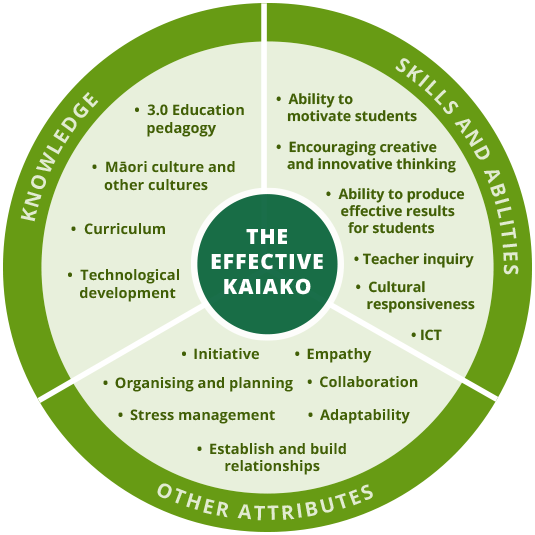 THE
EFFECTIVE
KAIAKO
KNOWLEDGE
• 3.0 Education
pedagogy
• Māori culture and
other cultures
• Curriculum
• Technological
development
SKILLS AND ABILITIES
• Ability to
motivate students
• Encouraging creative
and innovative thinking
• Ability to produce
effective results
for students
• Teacher inquiry
• Cultural
responsiveness
• ICT
OTHER ATTRIBUTES
• Initiative • Empathy
• Organising and planning • Collaboration
• Stress management • Adaptability
• Establish and build
relationships